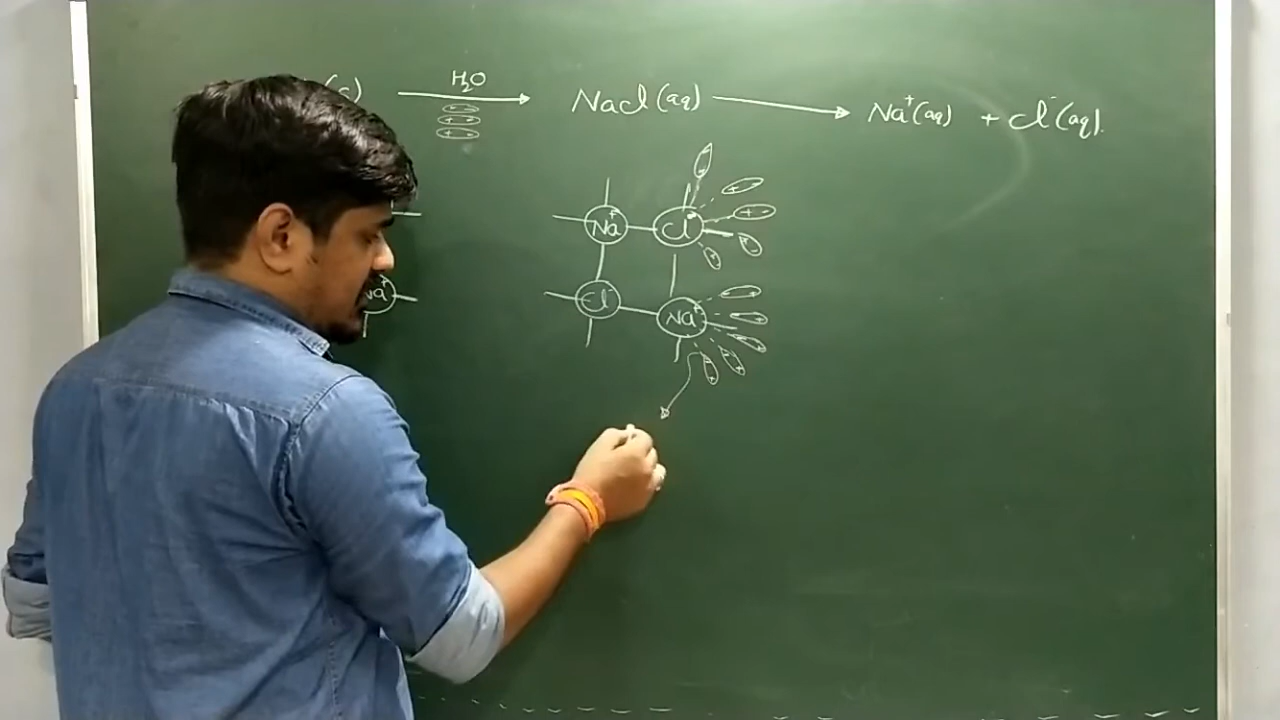 (s) H₂O NaCl(aq) Na⁺(aq) + Cl⁻(aq).
Na⁺ Cl⁻
Na⁺ Cl⁻ Na⁺